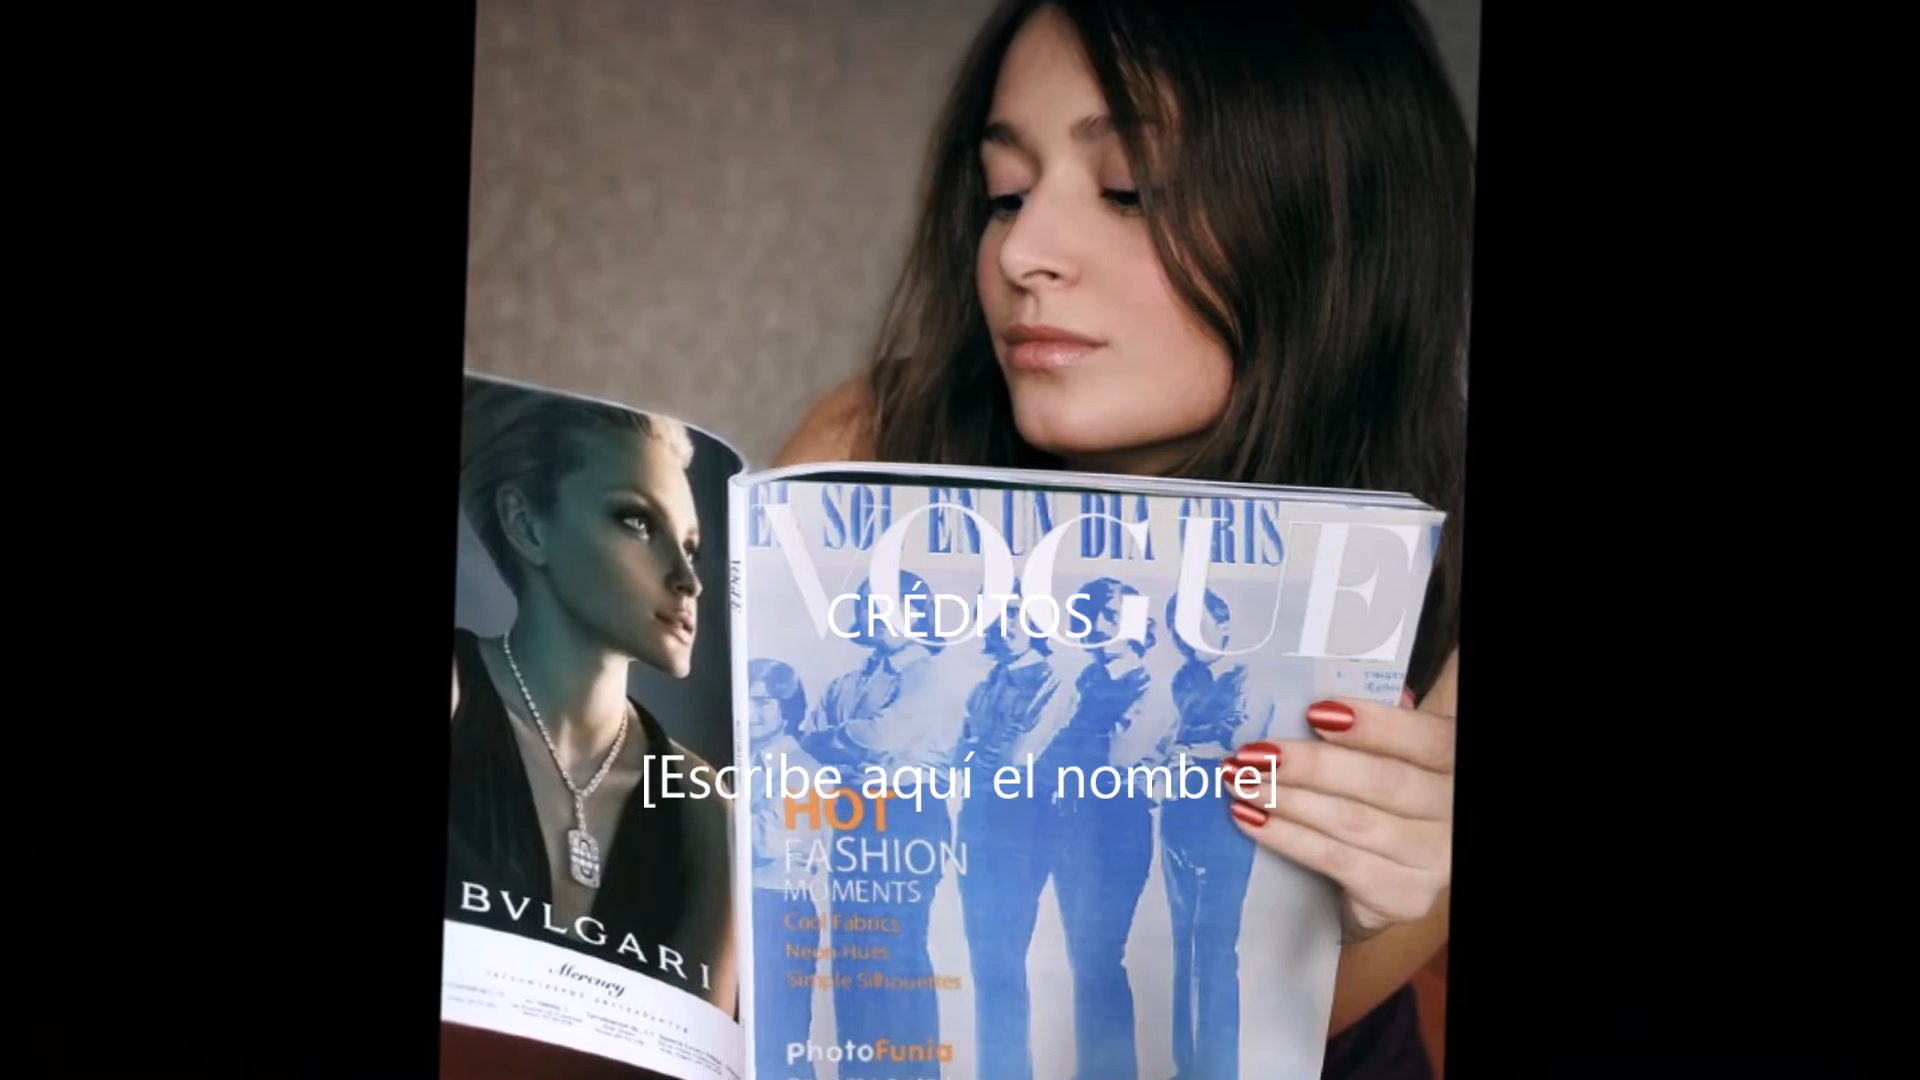 EL SOL EN UN DIA GRIS
VOGUE
CRÉDITOS
[Escribe aquí el nombre]
HOT
FASHION
MOMENTS
Cool Fabrics
Neon Hues
Simple Silhouettes
PhotoFunia
BVLGARI
Mercury